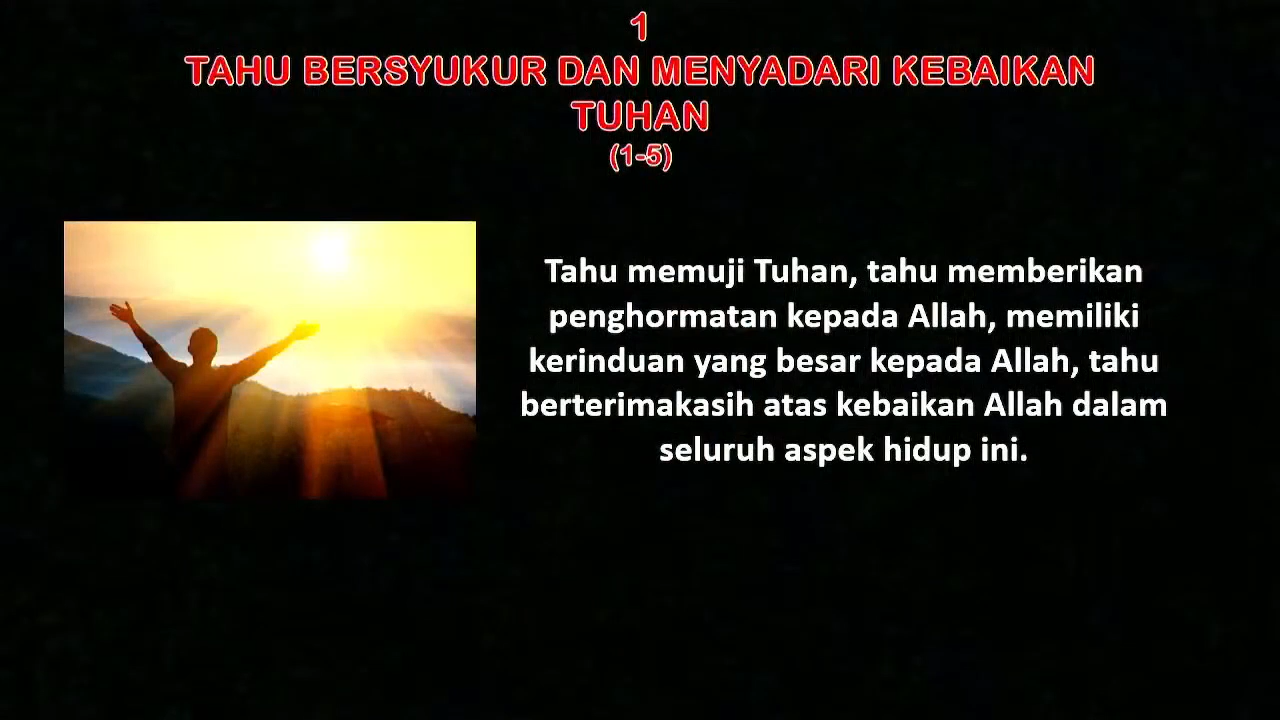 1
TAHU BERSYUKUR DAN MENYADARI KEBAIKAN
TUHAN
(1-5)
Tahu memuji Tuhan, tahu memberikan
penghormatan kepada Allah, memiliki
kerinduan yang besar kepada Allah, tahu
berterimakasih atas kebaikan Allah dalam
seluruh aspek hidup ini.